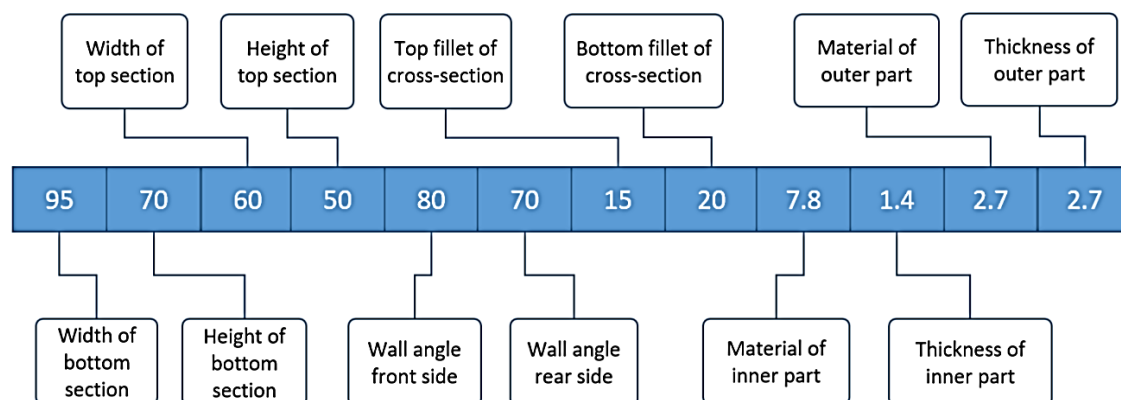 Width of
top section
Height of
top section
Top fillet of
cross-section
Bottom fillet of
cross-section
Material of
outer part
Thickness of
outer part
95 70 60 50 80 70 15 20 7.8 1.4 2.7 2.7
Width of
bottom
section
Height of
bottom
section
Wall angle
front side
Wall angle
rear side
Material of
inner part
Thickness of
inner part